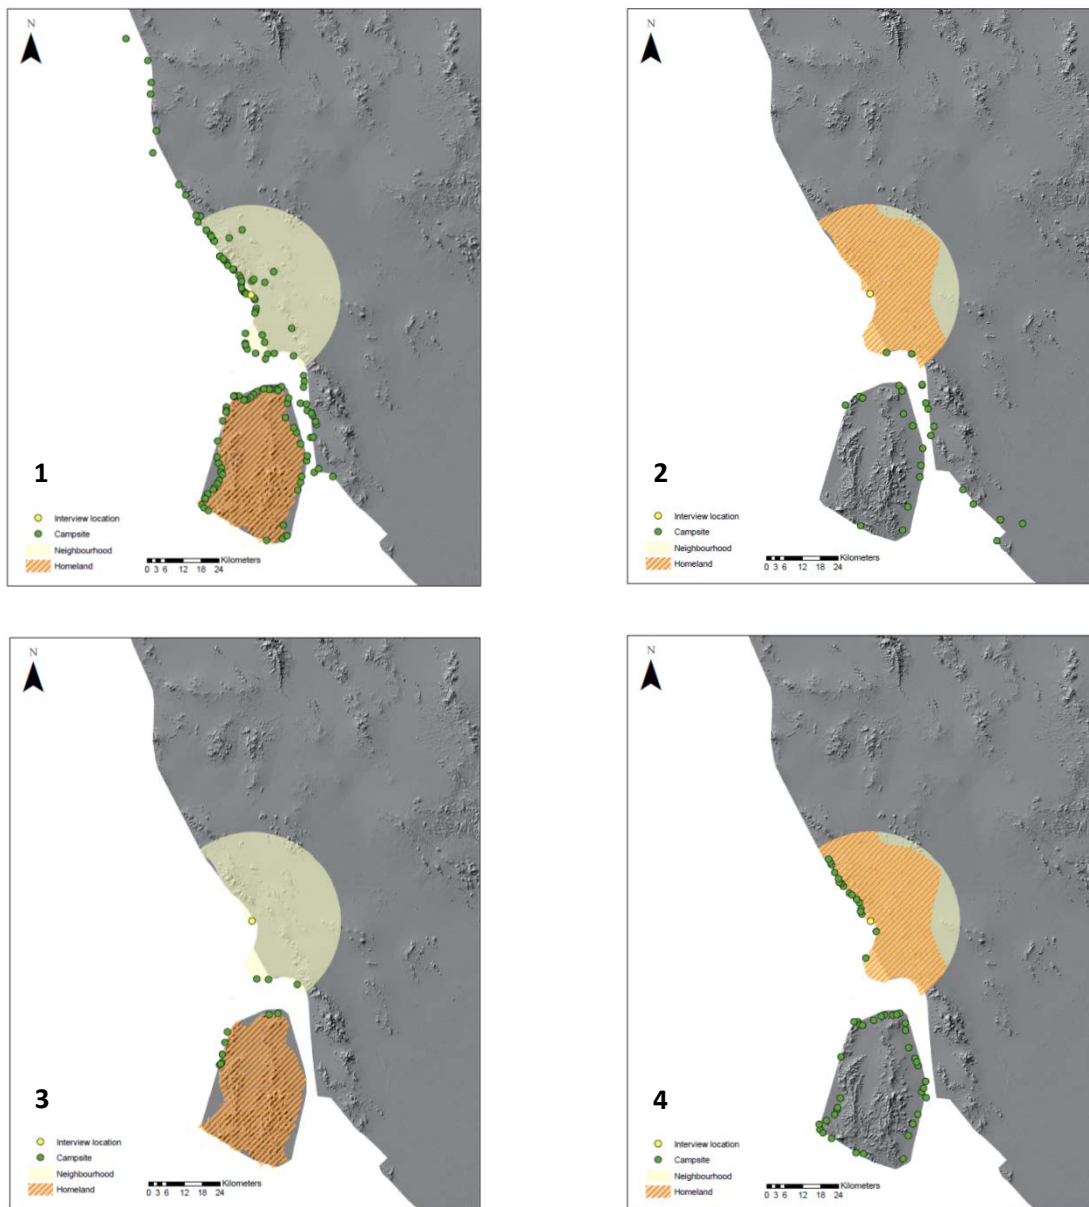 N
1
Interview location
Campsite
Neighbourhood
Homeland
Kilometers
0 3 6 12 18 24
N
2
Interview location
Campsite
Neighbourhood
Homeland
Kilometers
0 3 6 12 18 24
N
3
Interview location
Campsite
Neighbourhood
Homeland
Kilometers
0 3 6 12 18 24
N
4
Interview location
Campsite
Neighbourhood
Homeland
Kilometers
0 3 6 12 18 24